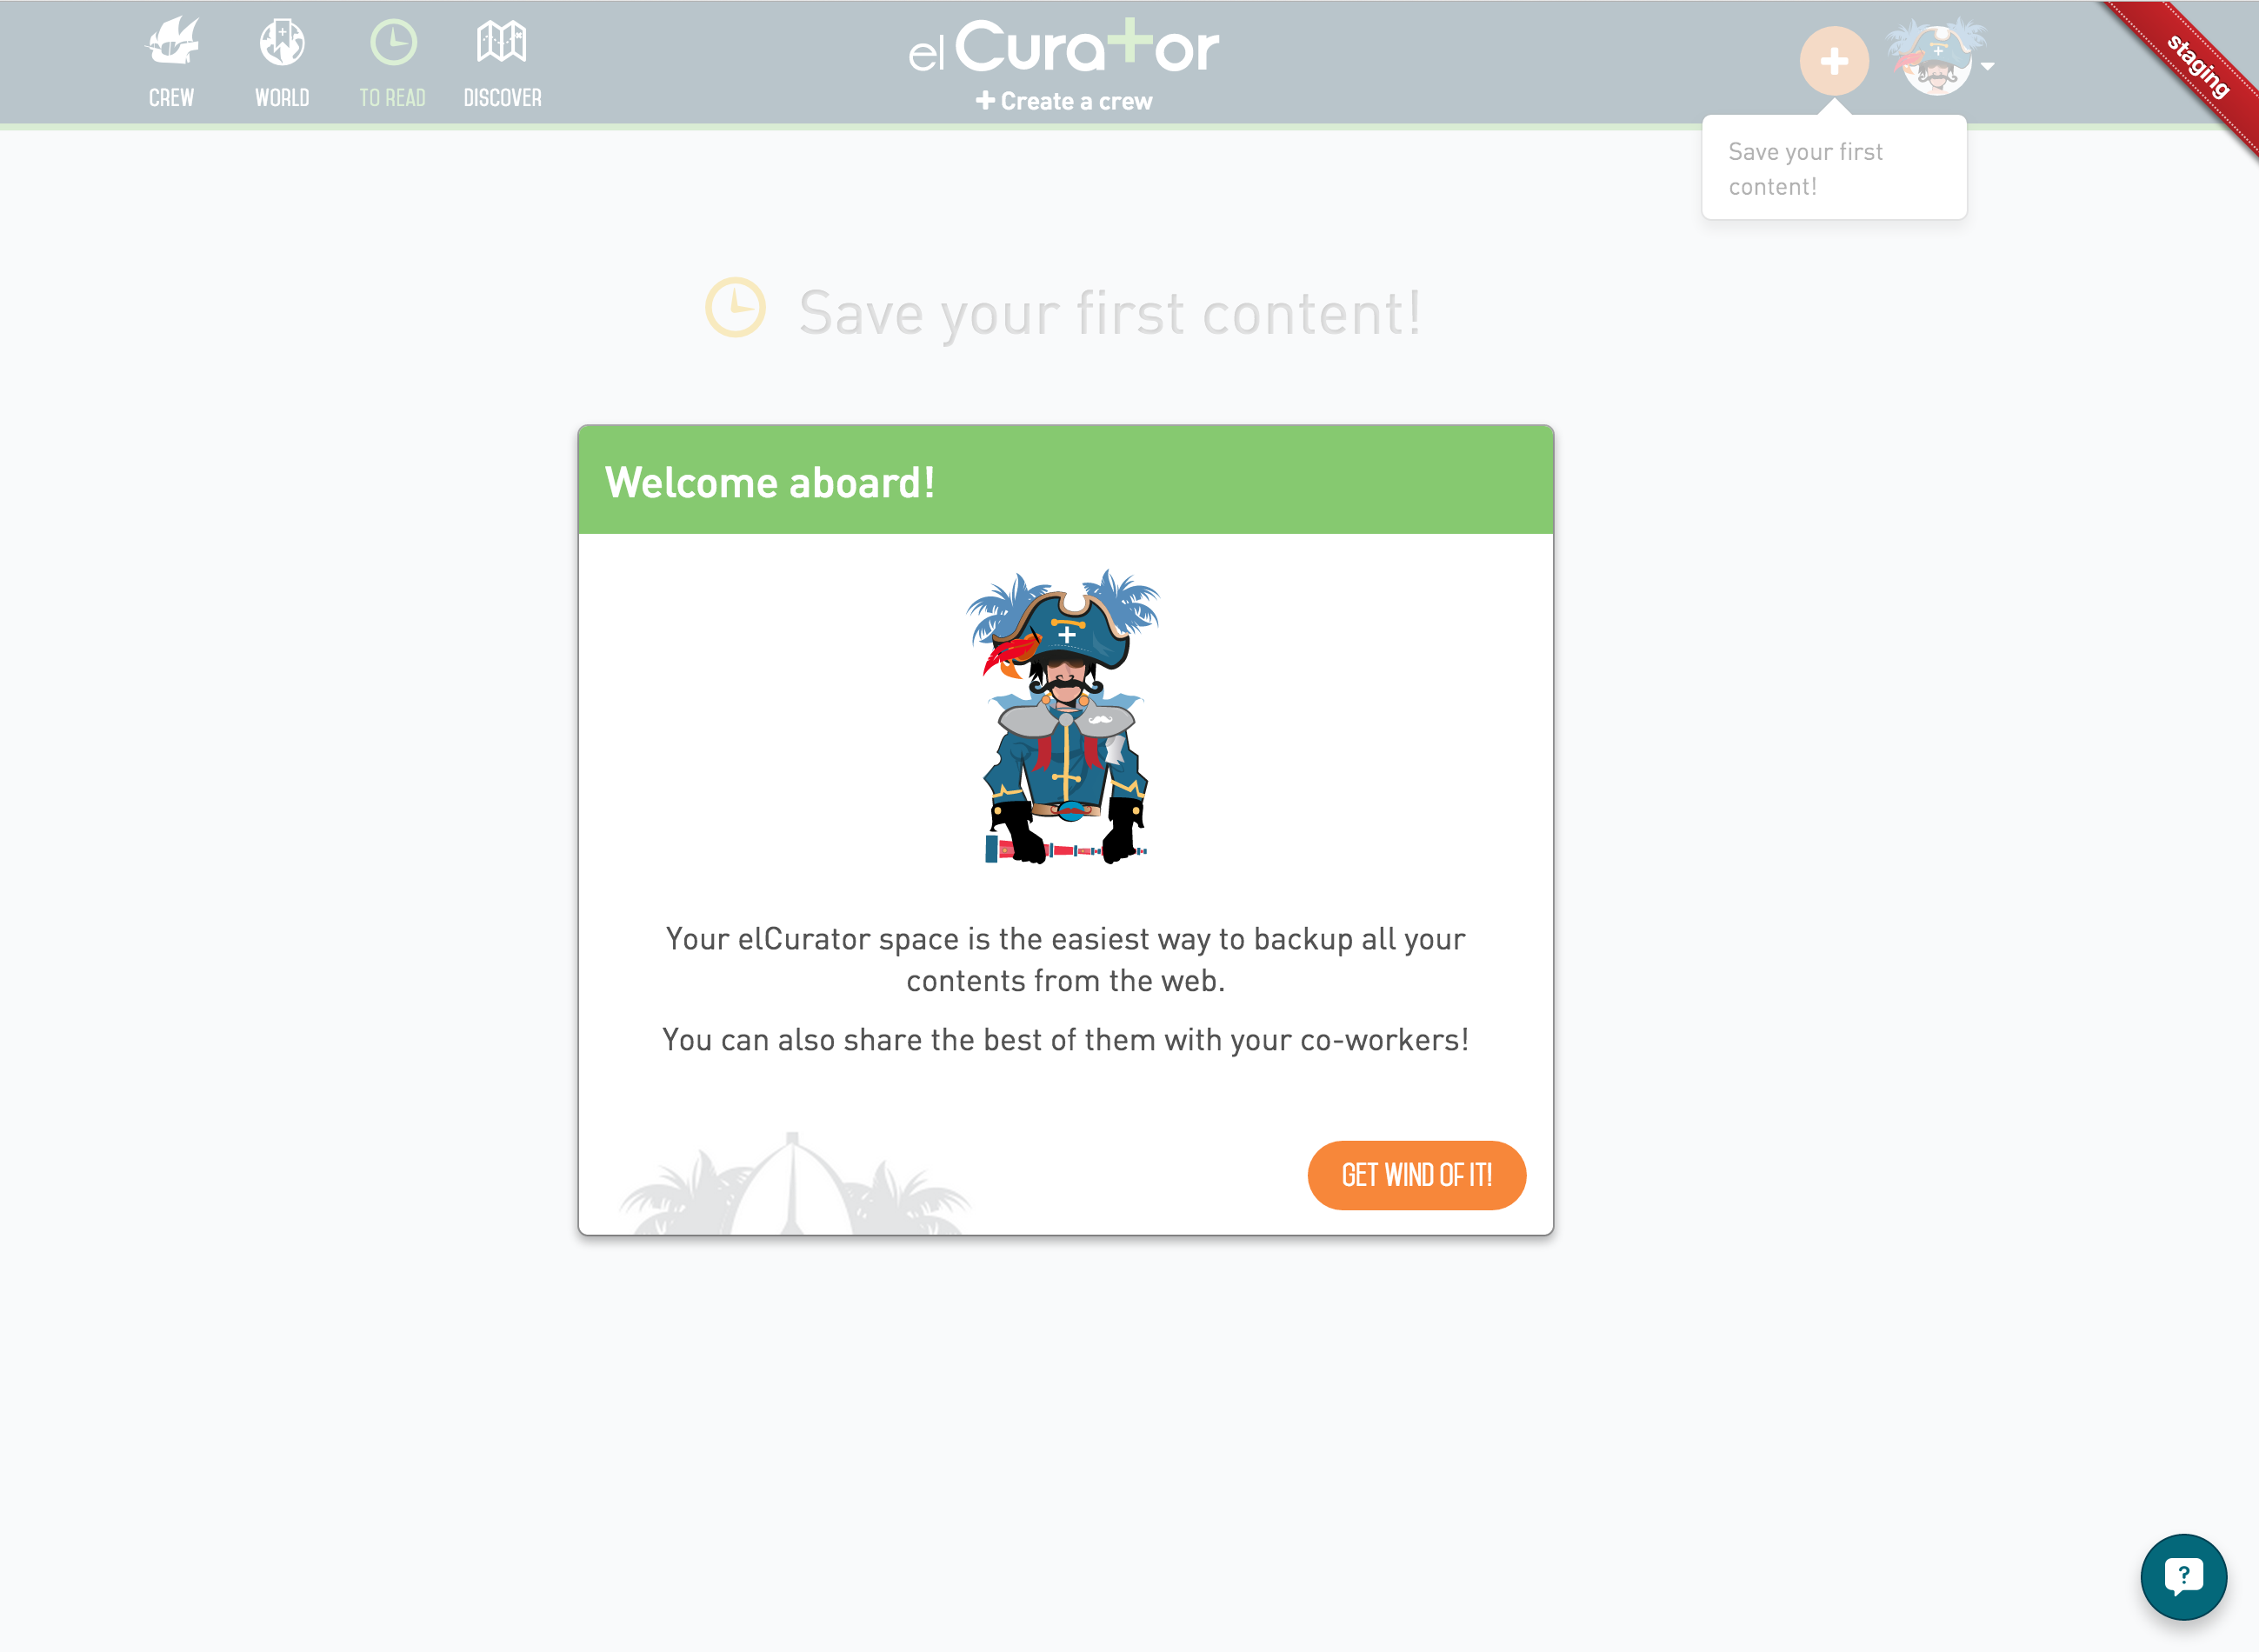 CREW
WORLD
TO READ
DISCOVER
el Curator
+ Create a crew
staging
Save your first
content!
Save your first content!
Welcome aboard!
Your elCurator space is the easiest way to backup all your
contents from the web.
You can also share the best of them with your co-workers!
GET WIND OF IT!
?